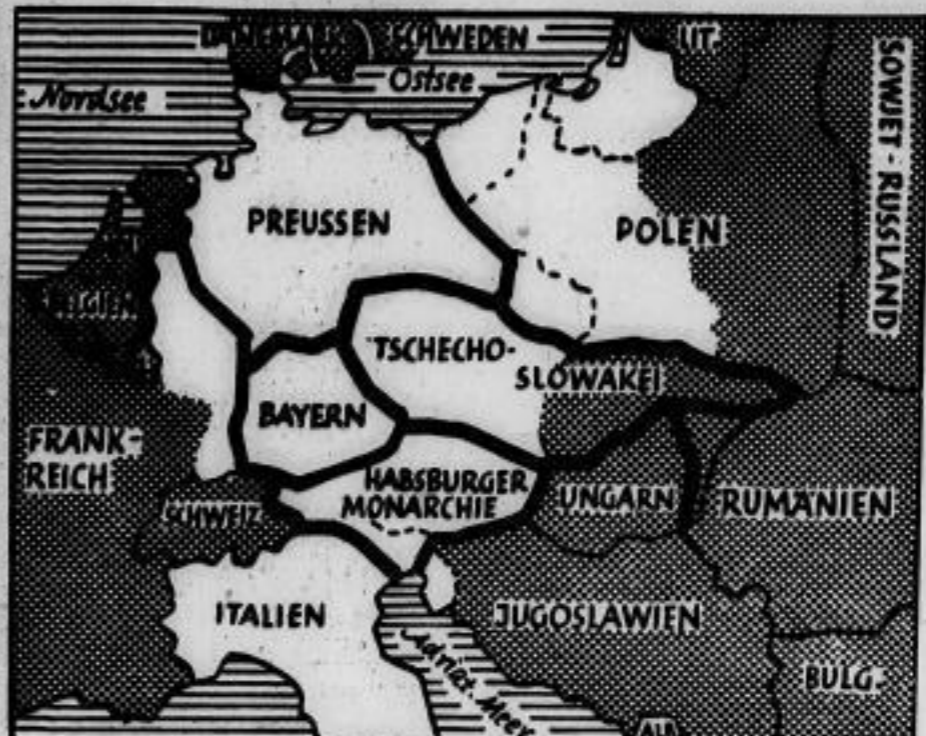 DÄNEMARK
SCHWEDEN
LIT.
Nordsee
Ostsee
SOWJET-RUSSLAND
PREUSSEN
POLEN
TSCHECHO-
SLOWAKEI
BAYERN
FRANK-
REICH
HABSBURGER
MONARCHIE
SCHWEIZ
UNGARN
RUMÄNIEN
ITALIEN
JUGOSLAWIEN
Adriat. Meer
BULG.
ALB.